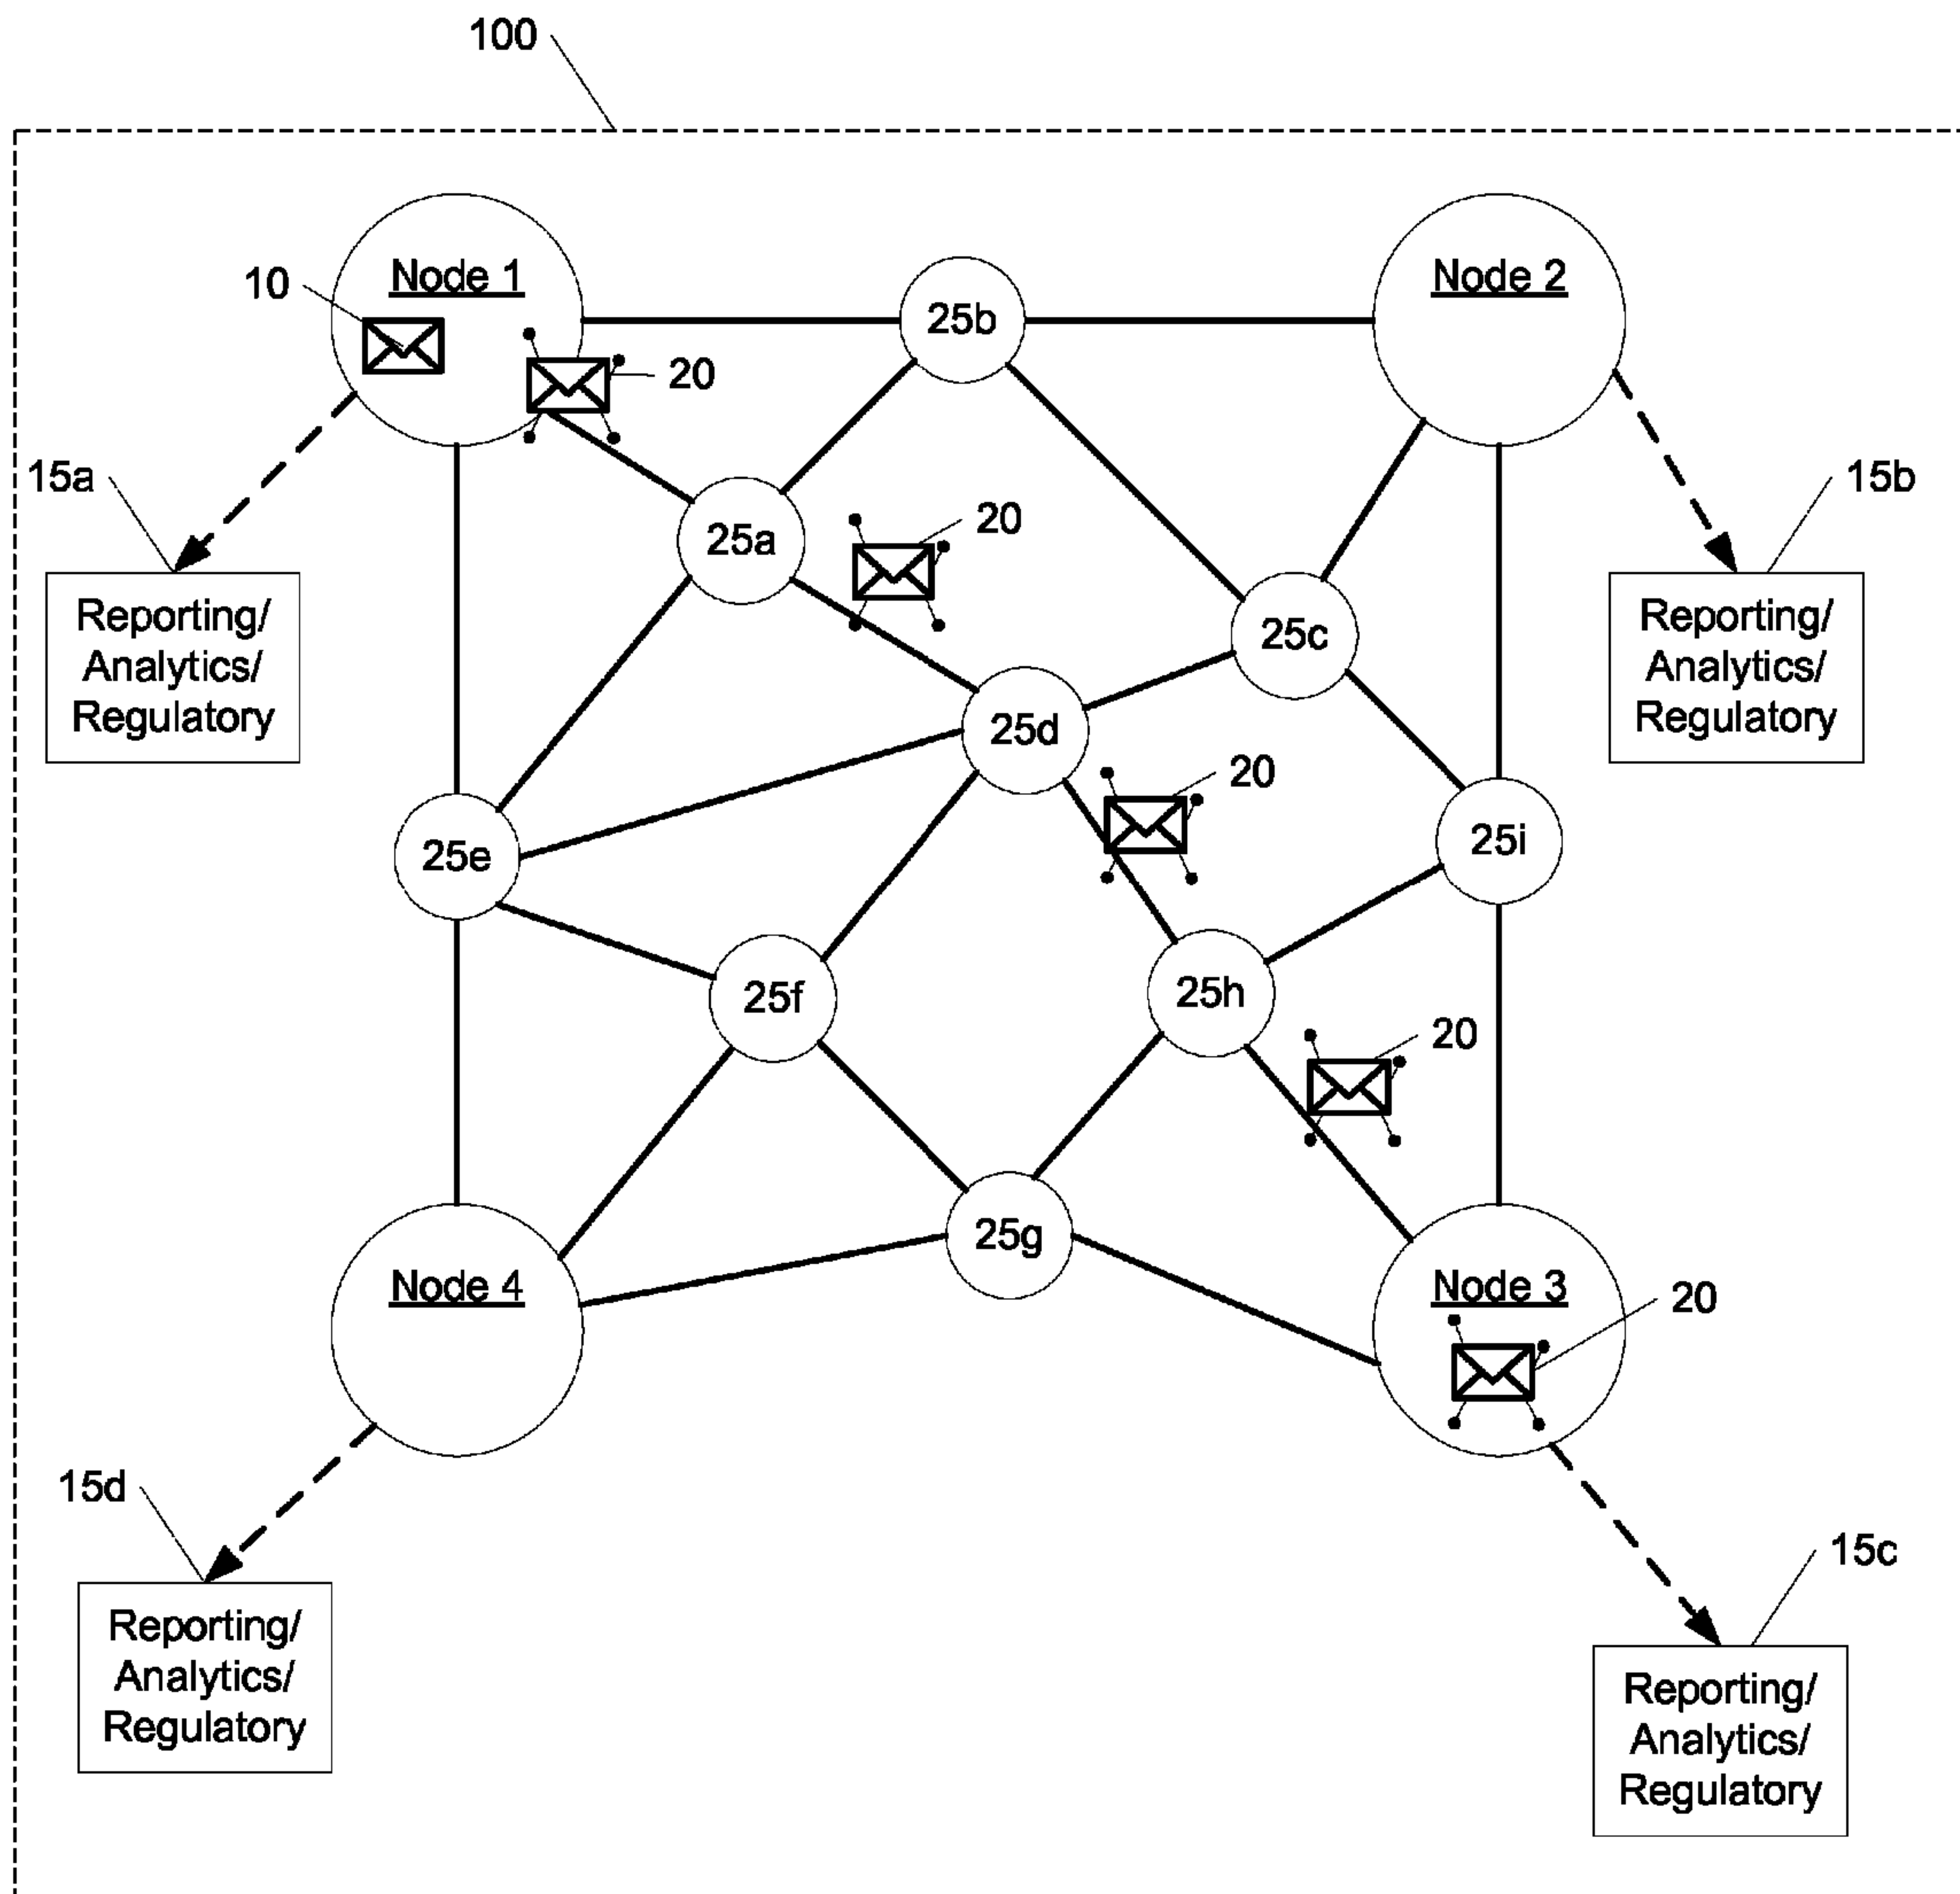 100
Node 1
Node 2
10
25b
20
15a
15b
20
25a
Reporting/
Analytics/
Regulatory
Reporting/
Analytics/
Regulatory
25c
25d
20
25e
25i
25f
25h
20
25g
Node 4
Node 3
20
15d
15c
Reporting/
Analytics/
Regulatory
Reporting/
Analytics/
Regulatory